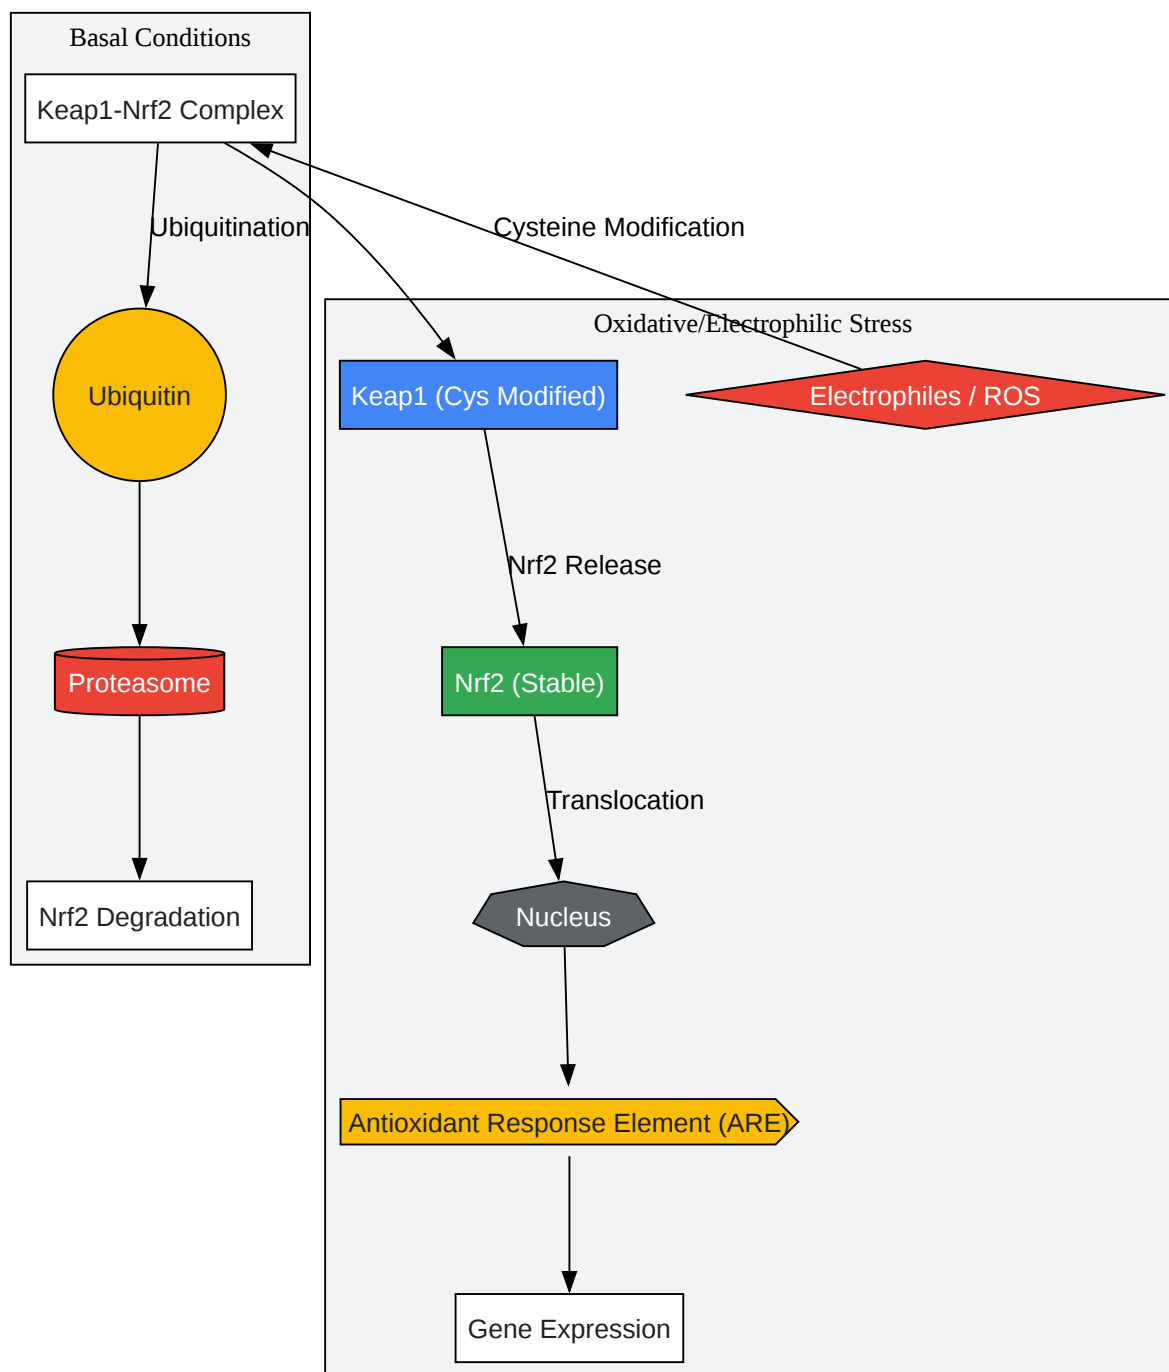 Basal Conditions
Keap1-Nrf2 Complex
Ubiquitination
Cysteine Modification
Oxidative/Electrophilic Stress
Ubiquitin
Keap1 (Cys Modified)
Electrophiles / ROS
Nrf2 Release
Proteasome
Nrf2 (Stable)
Translocation
Nrf2 Degradation
Nucleus
Antioxidant Response Element (ARE)
Gene Expression